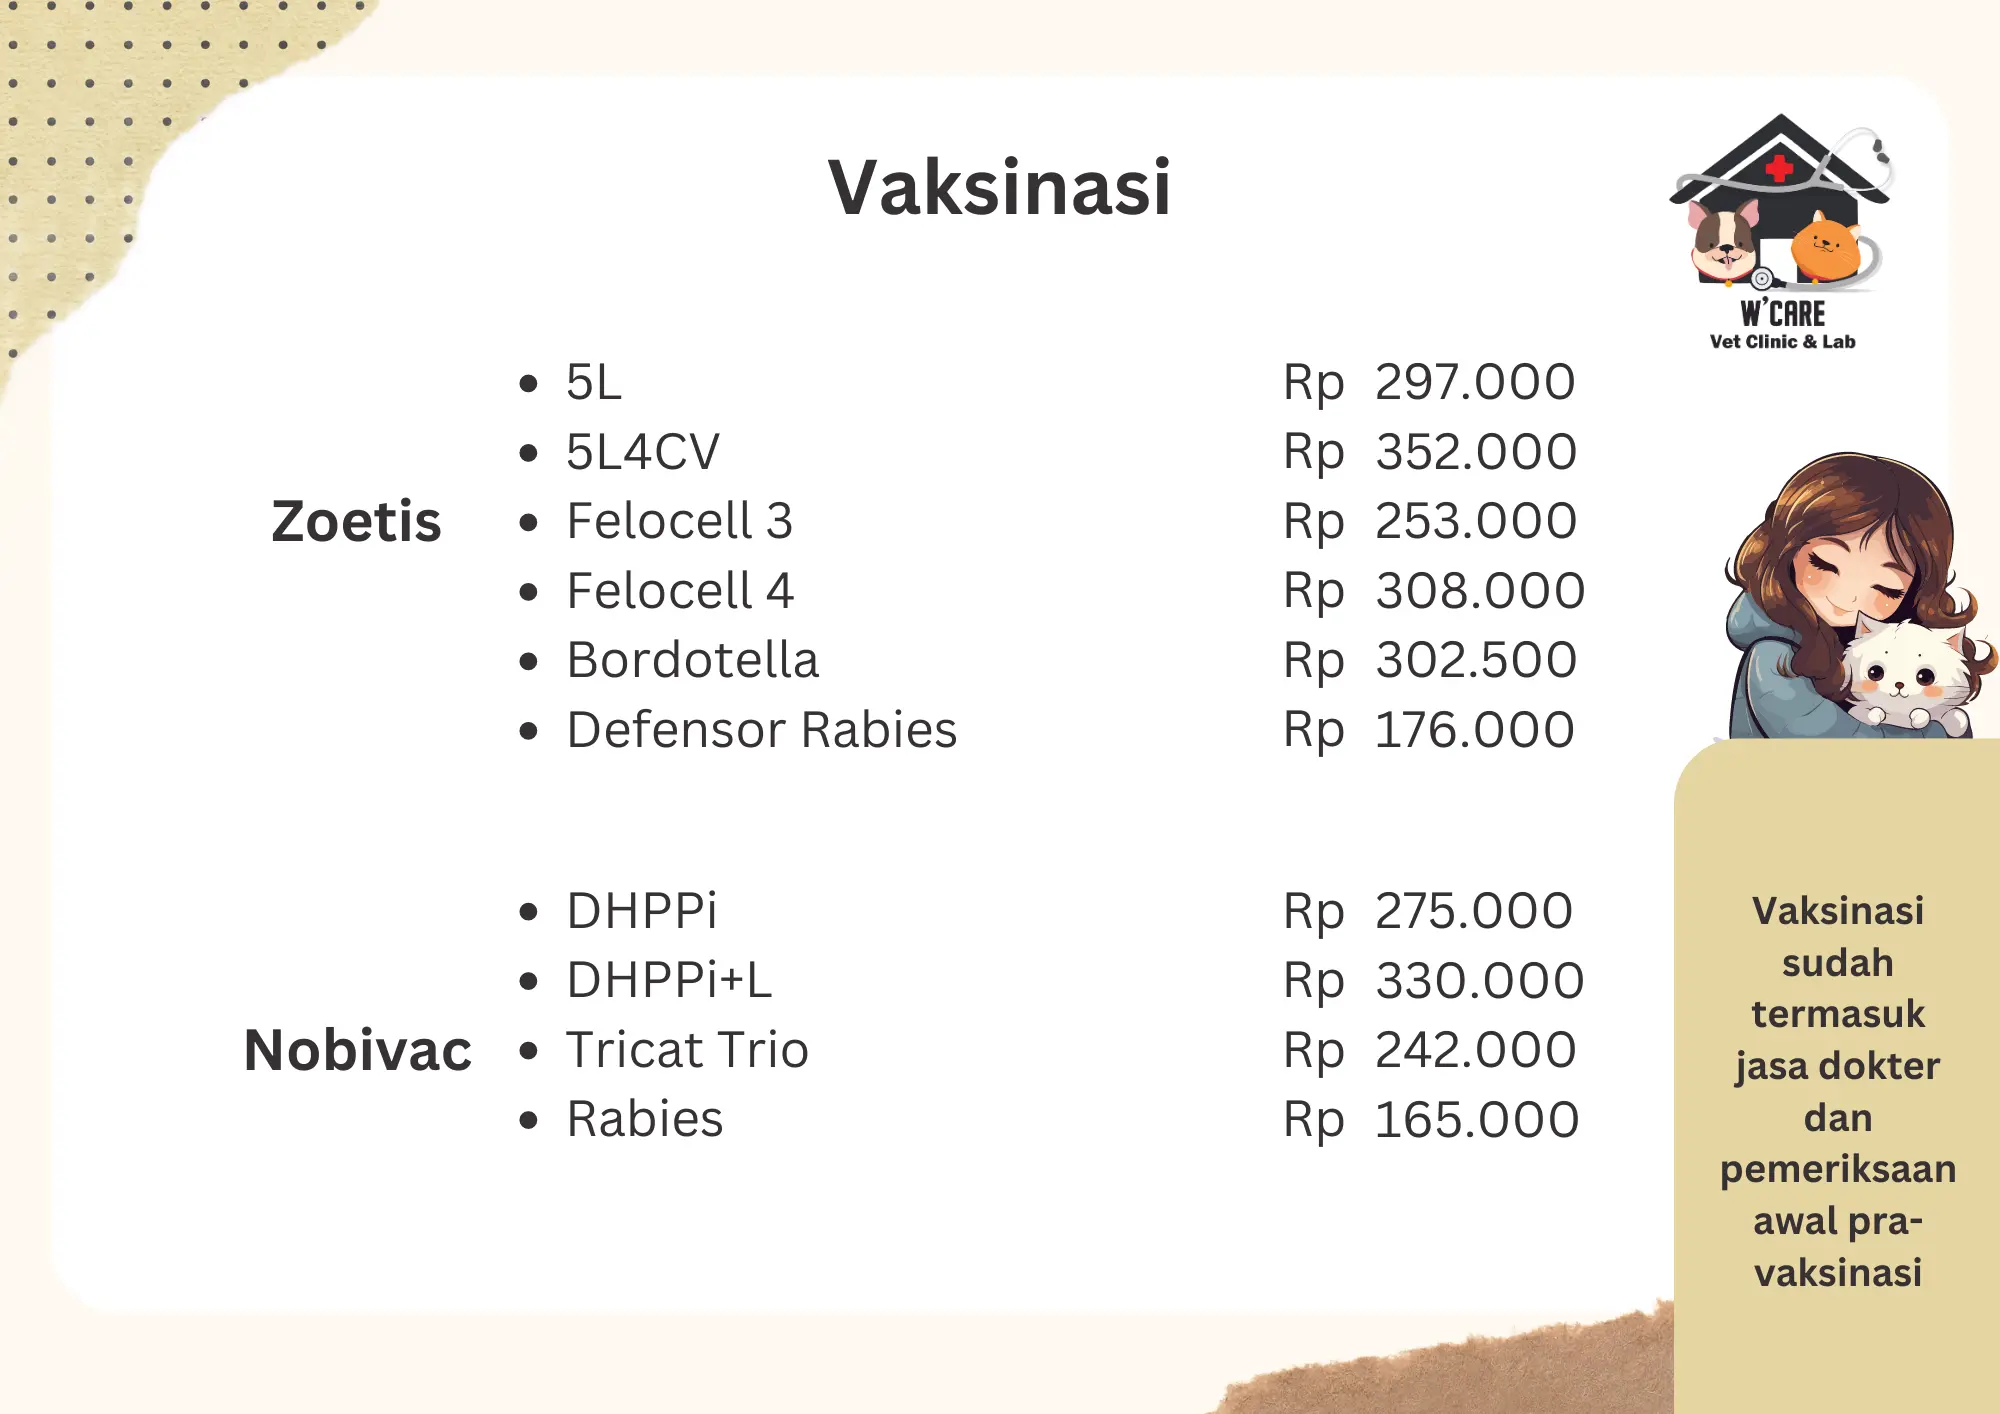 Vaksinasi
W'CARE
Vet Clinic & Lab
Zoetis
• 5L Rp 297.000
• 5L4CV Rp 352.000
• Felocell 3 Rp 253.000
• Felocell 4 Rp 308.000
• Bordotella Rp 302.500
• Defensor Rabies Rp 176.000
Nobivac
• DHPPi Rp 275.000
• DHPPi+L Rp 330.000
• Tricat Trio Rp 242.000
• Rabies Rp 165.000
Vaksinasi
sudah
termasuk
jasa dokter
dan
pemeriksaan
awal pra-
vaksinasi